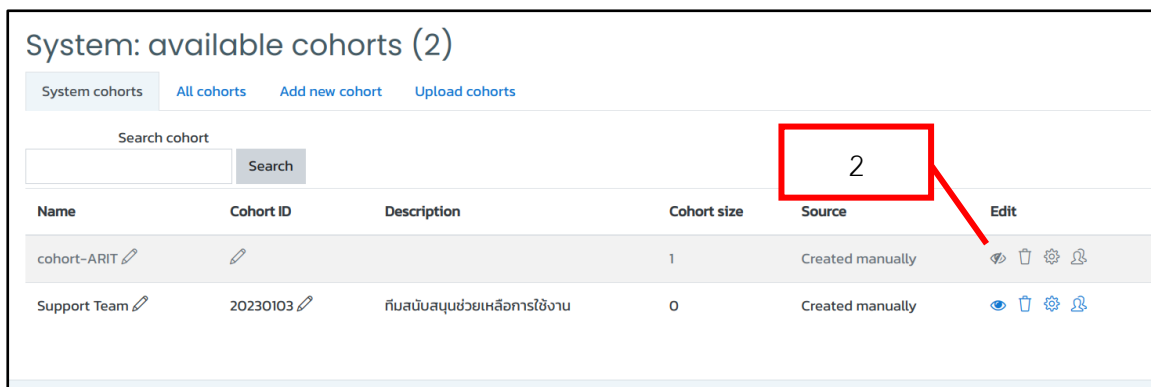 System: available cohorts (2)
System cohorts All cohorts Add new cohort Upload cohorts
Search cohort
Search
2
Name Cohort ID Description Cohort size Source Edit
cohort-ARIT 1 Created manually
Support Team 20230103 ทีมสนับสนุนช่วยเหลือการใช้งาน 0 Created manually